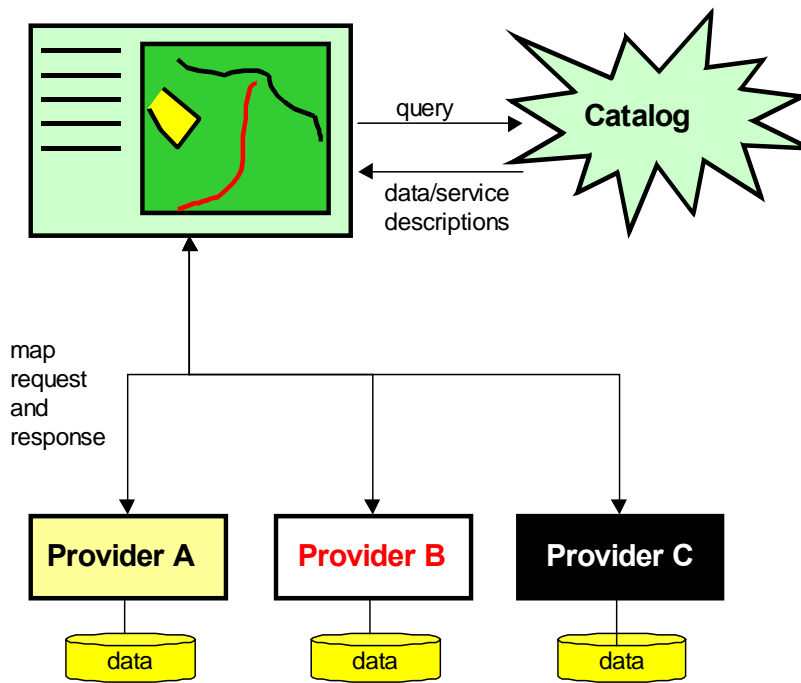 query
Catalog
data/service
descriptions
map
request
and
response
Provider A
Provider B
Provider C
data
data
data